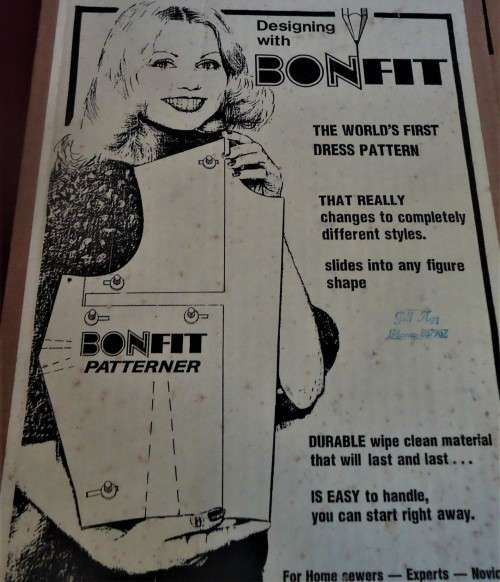 Designing
with
BONFIT
THE WORLD'S FIRST
DRESS PATTERN
THAT REALLY
changes to completely
different styles.
slides into any figure
shape
BONFIT
PATTERNER
DURABLE wipe clean material
that will last and last ...
IS EASY to handle,
you can start right away.
For Home sewers — Experts —